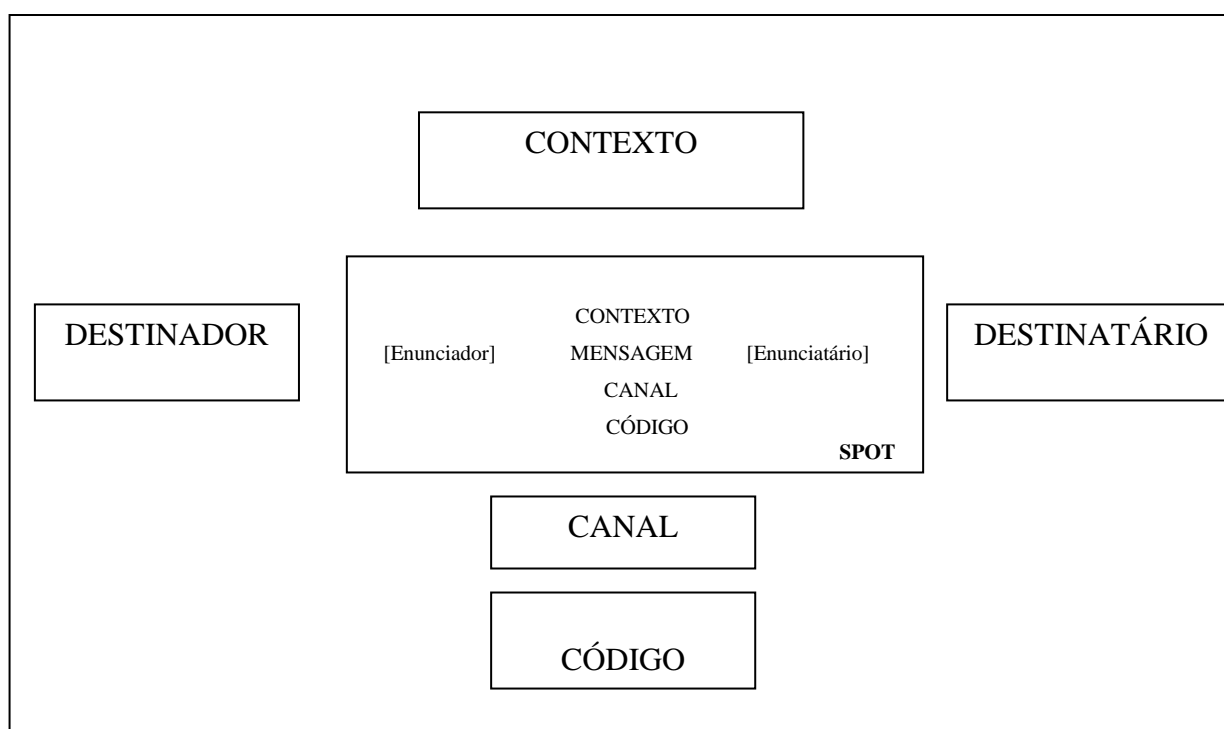 CONTEXTO
DESTINADOR
CONTEXTO
[Enunciador] MENSAGEM [Enunciatário]
CANAL
CÓDIGO
SPOT
DESTINATÁRIO
CANAL
CÓDIGO